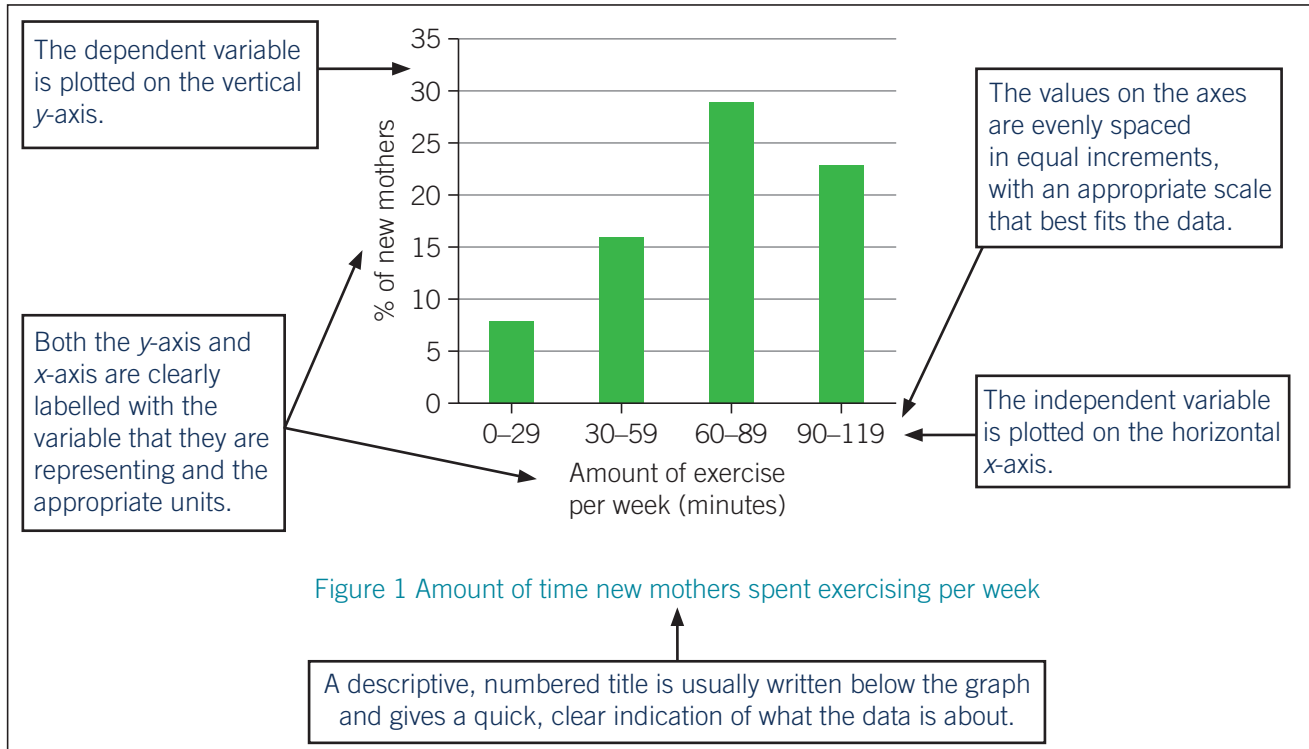 The dependent variable
is plotted on the vertical
y-axis.
Both the y-axis and
x-axis are clearly
labelled with the
variable that they are
representing and the
appropriate units.
% of new mothers
35
30
25
20
15
10
5
0
0–29 30–59 60–89 90–119
Amount of exercise
per week (minutes)
The values on the axes
are evenly spaced
in equal increments,
with an appropriate scale
that best fits the data.
The independent variable
is plotted on the horizontal
x-axis.
Figure 1 Amount of time new mothers spent exercising per week
A descriptive, numbered title is usually written below the graph
and gives a quick, clear indication of what the data is about.